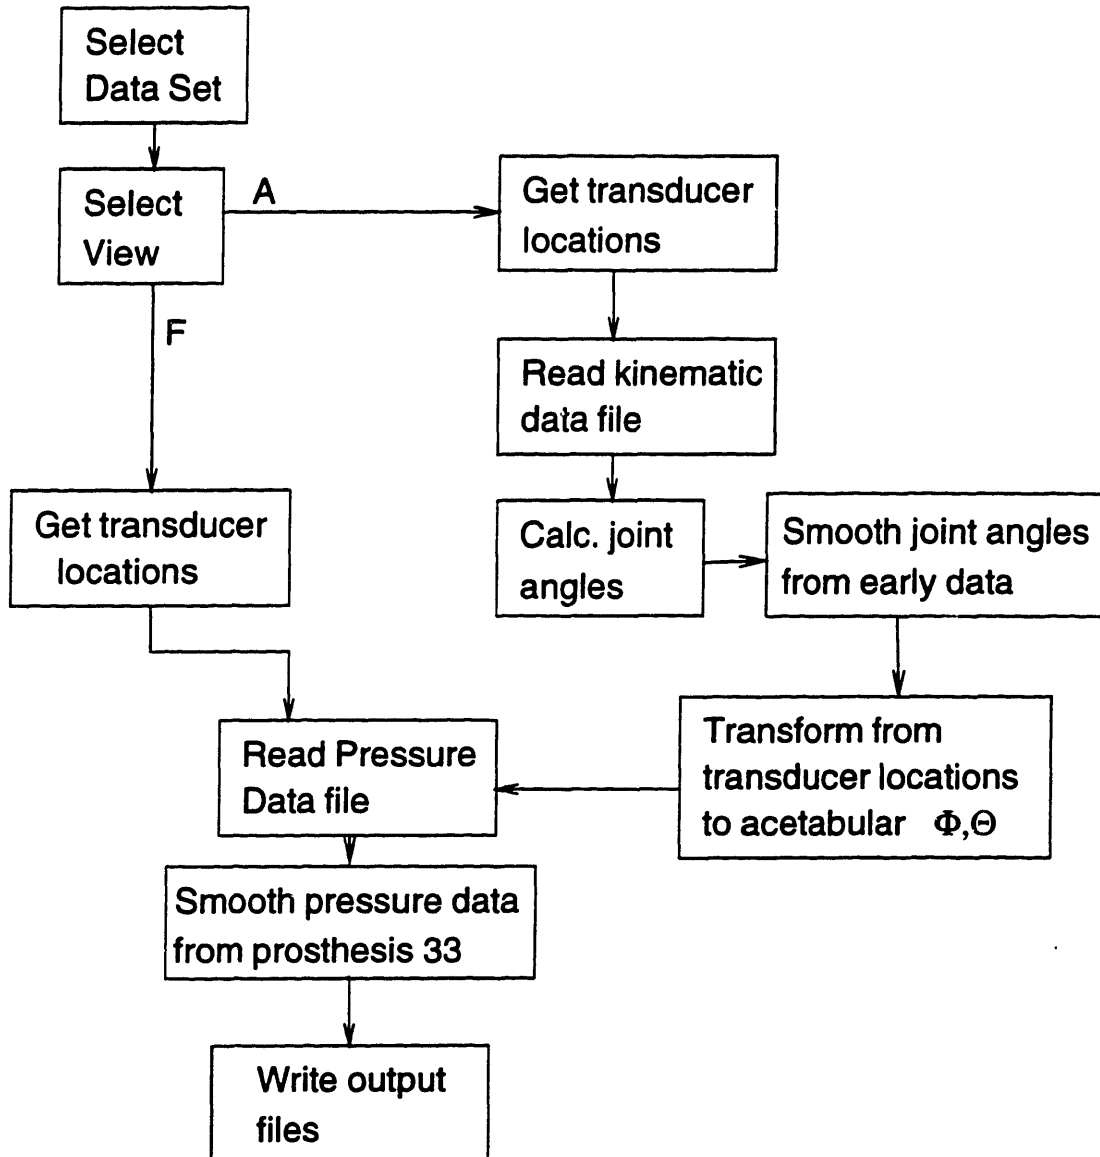 Select
Data Set
Select
View
A
F
Get transducer
locations
Read kinematic
data file
Calc. joint
angles
Smooth joint angles
from early data
Transform from
transducer locations
to acetabular Φ,Θ
Get transducer
locations
Read Pressure
Data file
Smooth pressure data
from prosthesis 33
Write output
files